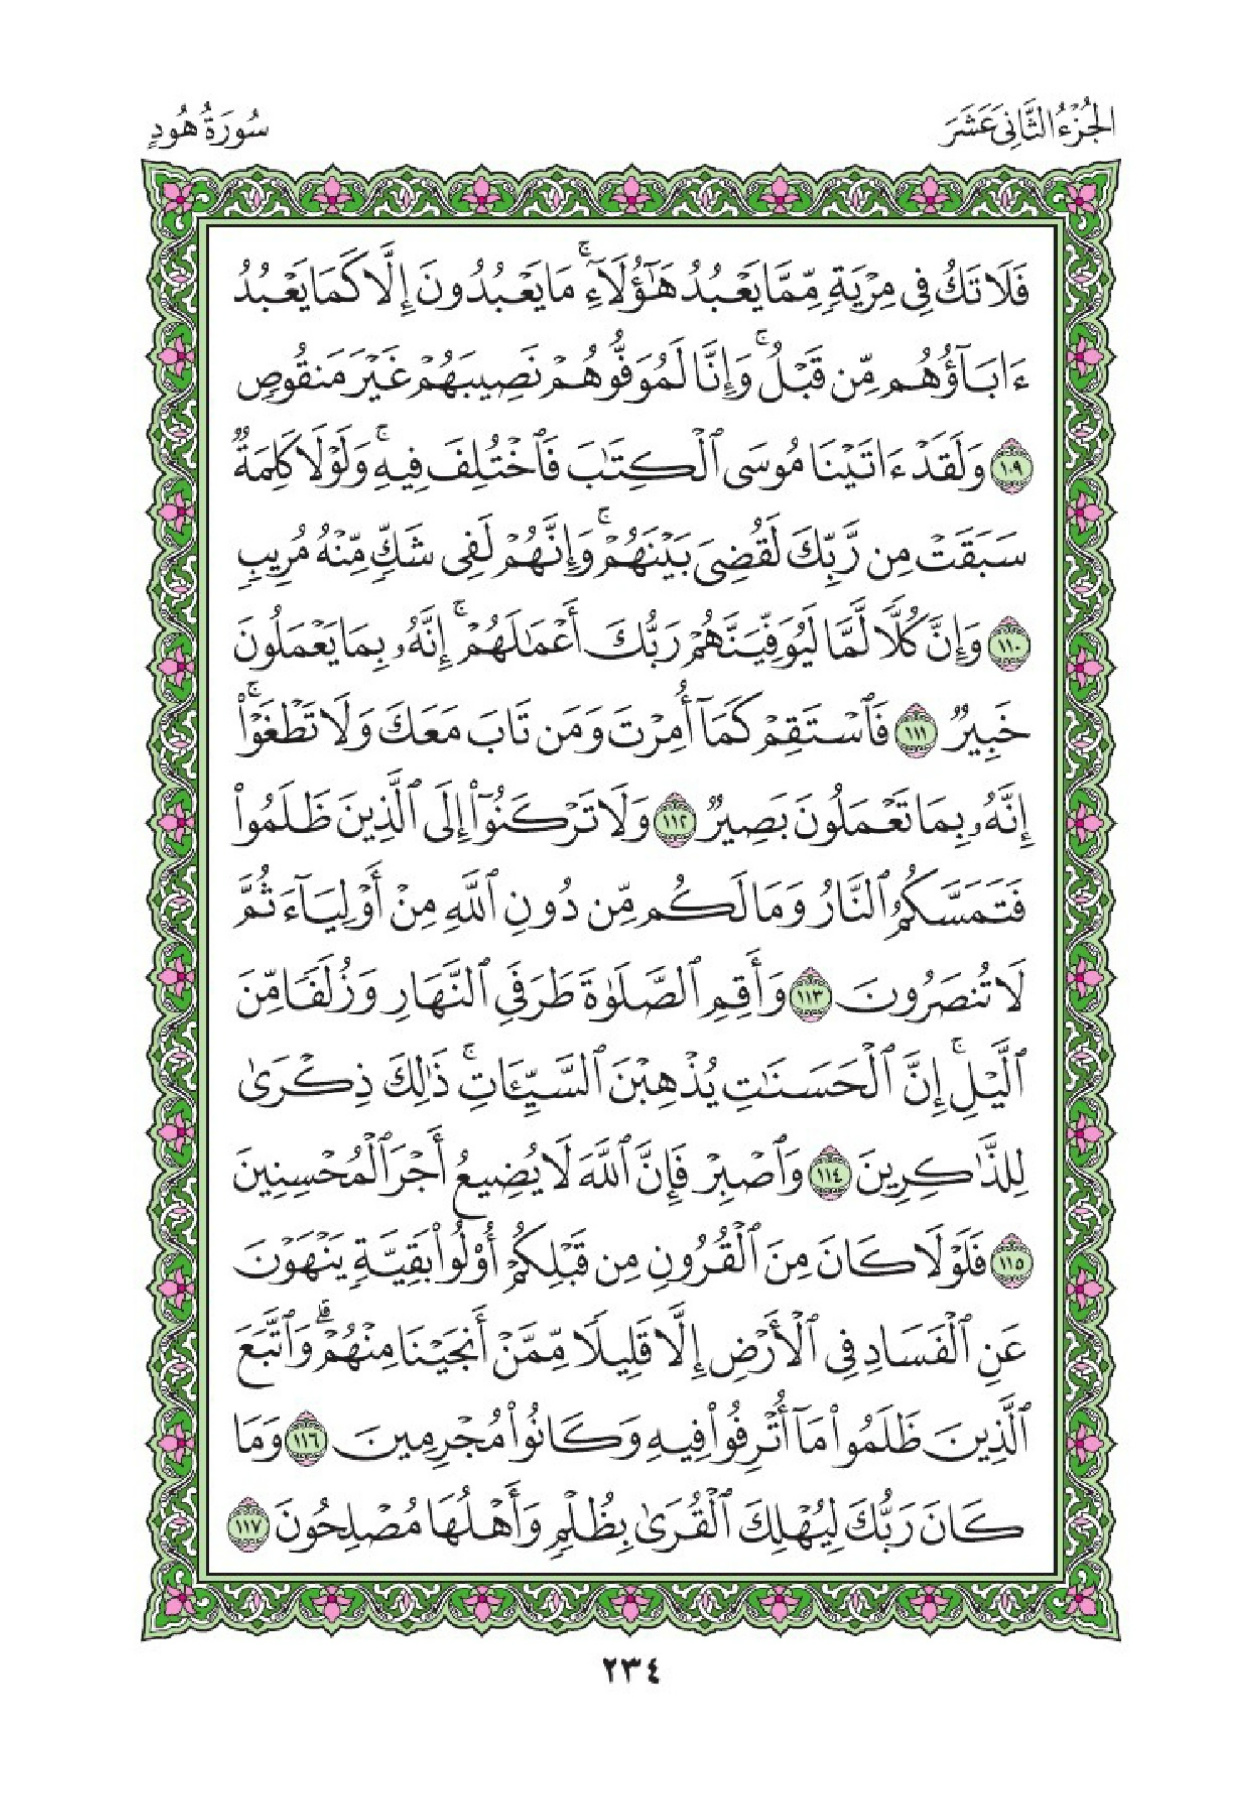 الجُزْءُ الثَّانِي عَشَرَ
سُورَةُ هُودٍ
فَلَا تَكُ فِى مِرْيَةٍ مِّمَّا يَعْبُدُ هَٰٓؤُلَآءِ ۚ مَا يَعْبُدُونَ إِلَّا كَمَا يَعْبُدُ
ءَابَآؤُهُم مِّن قَبْلُ ۚ وَإِنَّا لَمُوَفُّوهُمْ نَصِيبَهُمْ غَيْرَ مَنقُوصٍ
١٠٩ وَلَقَدْ ءَاتَيْنَا مُوسَى ٱلْكِتَٰبَ فَٱخْتُلِفَ فِيهِ ۚ وَلَوْلَا كَلِمَةٌ
سَبَقَتْ مِن رَّبِّكَ لَقُضِىَ بَيْنَهُمْ ۚ وَإِنَّهُمْ لَفِى شَكٍّ مِّنْهُ مُرِيبٍ
١١٠ وَإِنَّ كُلًّا لَّمَّا لَيُوَفِّيَنَّهُمْ رَبُّكَ أَعْمَٰلَهُمْ ۚ إِنَّهُۥ بِمَا يَعْمَلُونَ
خَبِيرٌ ١١١ فَٱسْتَقِمْ كَمَآ أُمِرْتَ وَمَن تَابَ مَعَكَ وَلَا تَطْغَوْا۟ ۚ
إِنَّهُۥ بِمَا تَعْمَلُونَ بَصِيرٌ ١١٢ وَلَا تَرْكَنُوٓا۟ إِلَى ٱلَّذِينَ ظَلَمُوا۟
فَتَمَسَّكُمُ ٱلنَّارُ وَمَا لَكُم مِّن دُونِ ٱللَّهِ مِنْ أَوْلِيَآءَ ثُمَّ
لَا تُنصَرُونَ ١١٣ وَأَقِمِ ٱلصَّلَوٰةَ طَرَفَىِ ٱلنَّهَارِ وَزُلَفًا مِّنَ
ٱلَّيْلِ ۚ إِنَّ ٱلْحَسَنَٰتِ يُذْهِبْنَ ٱلسَّيِّـَٔاتِ ۚ ذَٰلِكَ ذِكْرَىٰ
لِلذَّٰكِرِينَ ١١٤ وَٱصْبِرْ فَإِنَّ ٱللَّهَ لَا يُضِيعُ أَجْرَ ٱلْمُحْسِنِينَ
١١٥ فَلَوْلَا كَانَ مِنَ ٱلْقُرُونِ مِن قَبْلِكُمْ أُو۟لُوا۟ بَقِيَّةٍ يَنْهَوْنَ
عَنِ ٱلْفَسَادِ فِى ٱلْأَرْضِ إِلَّا قَلِيلًا مِّمَّنْ أَنجَيْنَا مِنْهُمْ ۗ وَٱتَّبَعَ
ٱلَّذِينَ ظَلَمُوا۟ مَآ أُتْرِفُوا۟ فِيهِ وَكَانُوا۟ مُجْرِمِينَ ١١٦ وَمَا
كَانَ رَبُّكَ لِيُهْلِكَ ٱلْقُرَىٰ بِظُلْمٍ وَأَهْلُهَا مُصْلِحُونَ ١١٧
٢٣٤